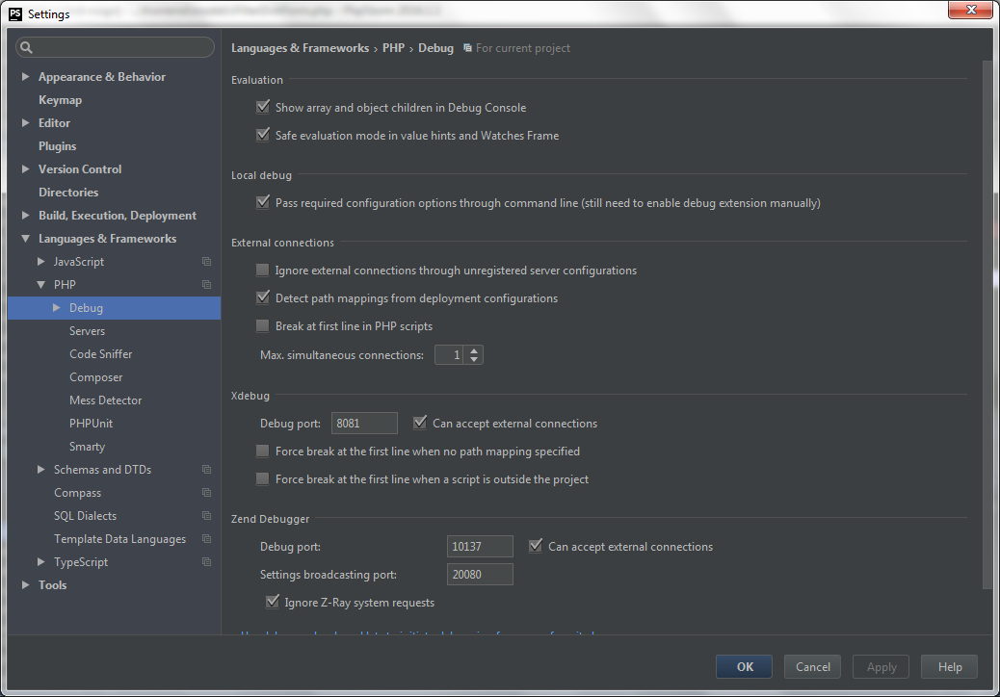 PS Settings
Languages & Frameworks › PHP › Debug For current project
Appearance & Behavior
Keymap
Editor
Plugins
Version Control
Directories
Build, Execution, Deployment
Languages & Frameworks
JavaScript
PHP
Debug
Servers
Code Sniffer
Composer
Mess Detector
PHPUnit
Smarty
Schemas and DTDs
Compass
SQL Dialects
Template Data Languages
TypeScript
Tools
Evaluation
Show array and object children in Debug Console
Safe evaluation mode in value hints and Watches Frame
Local debug
Pass required configuration options through command line (still need to enable debug extension manually)
External connections
Ignore external connections through unregistered server configurations
Detect path mappings from deployment configurations
Break at first line in PHP scripts
Max. simultaneous connections: 1
Xdebug
Debug port: 8081 Can accept external connections
Force break at the first line when no path mapping specified
Force break at the first line when a script is outside the project
Zend Debugger
Debug port: 10137 Can accept external connections
Settings broadcasting port: 20080
Ignore Z-Ray system requests
OK Cancel Apply Help